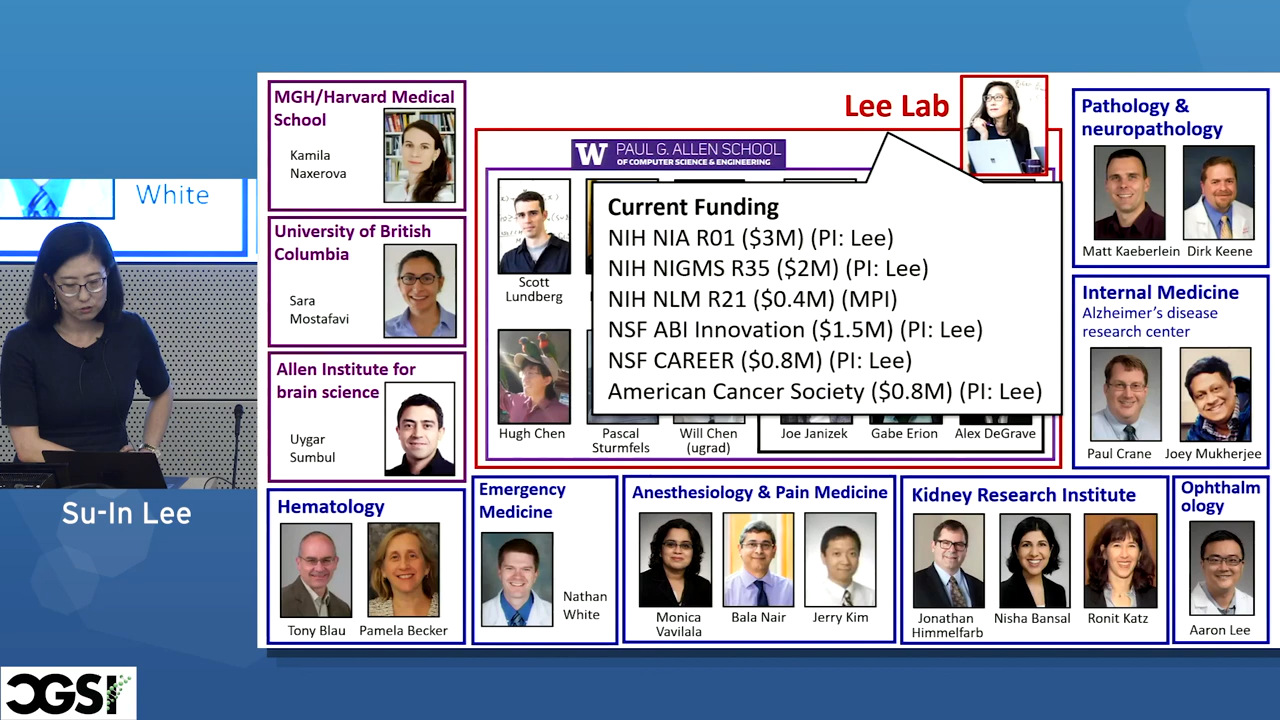 White
Su-In Lee
CGSI
MGH/Harvard Medical
School
Kamila
Naxerova
University of British
Columbia
Sara
Mostafavi
Allen Institute for
brain science
Uygar
Sumbul
Hematology
Tony Blau
Pamela Becker
Lee Lab
W PAUL G. ALLEN SCHOOL
OF COMPUTER SCIENCE & ENGINEERING
Scott
Lundberg
Current Funding
NIH NIA R01 ($3M) (PI: Lee)
NIH NIGMS R35 ($2M) (PI: Lee)
NIH NLM R21 ($0.4M) (MPI)
NSF ABI Innovation ($1.5M) (PI: Lee)
NSF CAREER ($0.8M) (PI: Lee)
American Cancer Society ($0.8M) (PI: Lee)
Hugh Chen
Pascal
Sturmfels
Will Chen
(ugrad)
Joe Janizek
Gabe Erion
Alex DeGrave
Pathology &
neuropathology
Matt Kaeberlein
Dirk Keene
Internal Medicine
Alzheimer's disease
research center
Paul Crane
Joey Mukherjee
Emergency
Medicine
Nathan
White
Anesthesiology & Pain Medicine
Monica
Vavilala
Bala Nair
Jerry Kim
Kidney Research Institute
Jonathan
Himmelfarb
Nisha Bansal
Ronit Katz
Ophthalm
ology
Aaron Lee